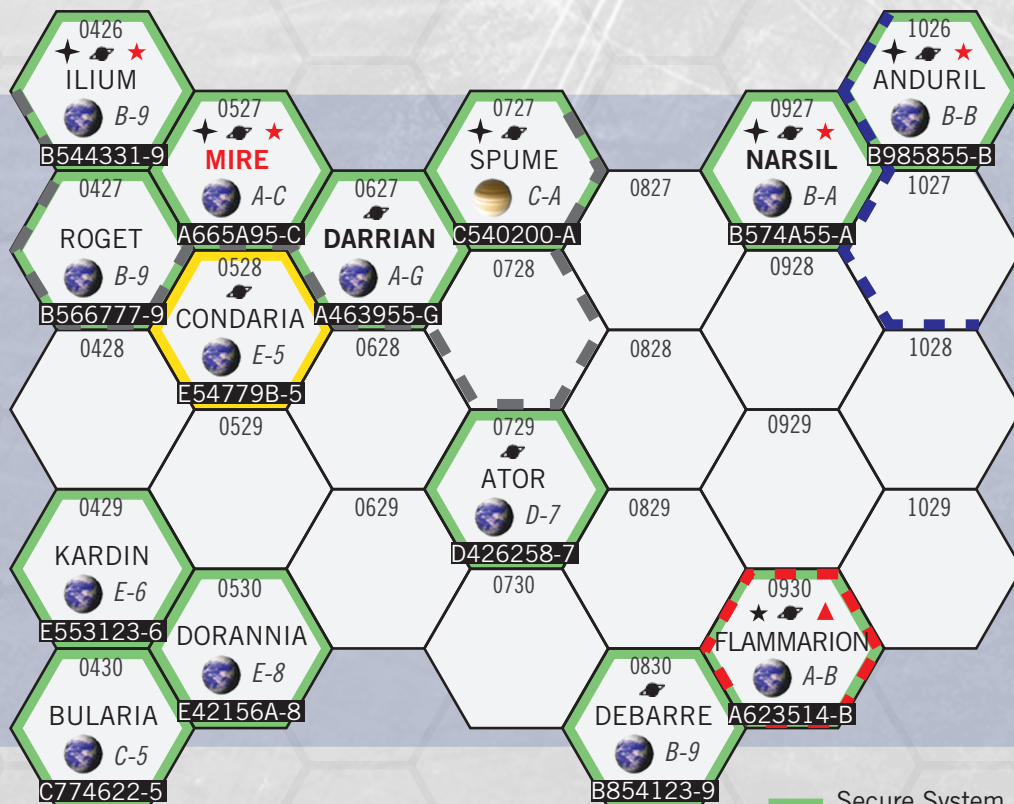 0426
ILIUM
B-9
B544331-9
0527
MIRE
A-C
A665A95-C
0727
SPUME
C-A
C540200-A
0927
NARSIL
B-A
B574A55-A
1026
ANDURIL
B-B
B985855-B
0427
ROGET
B-9
B566777-9
0627
DARRIAN
A-G
A463955-G
0827
1027
0528
CONDARIA
E-5
E54779B-5
0728
0928
0428
0628
0828
1028
0529
0729
ATOR
D-7
D426258-7
0929
0429
KARDIN
E-6
E553123-6
0629
0829
1029
0530
DORANNIA
E-8
E42156A-8
0730
0930
FLAMMARION
A-B
A623514-B
0430
BULARIA
C-5
C774622-5
0830
DEBARRE
B-9
B854123-9
Secure System